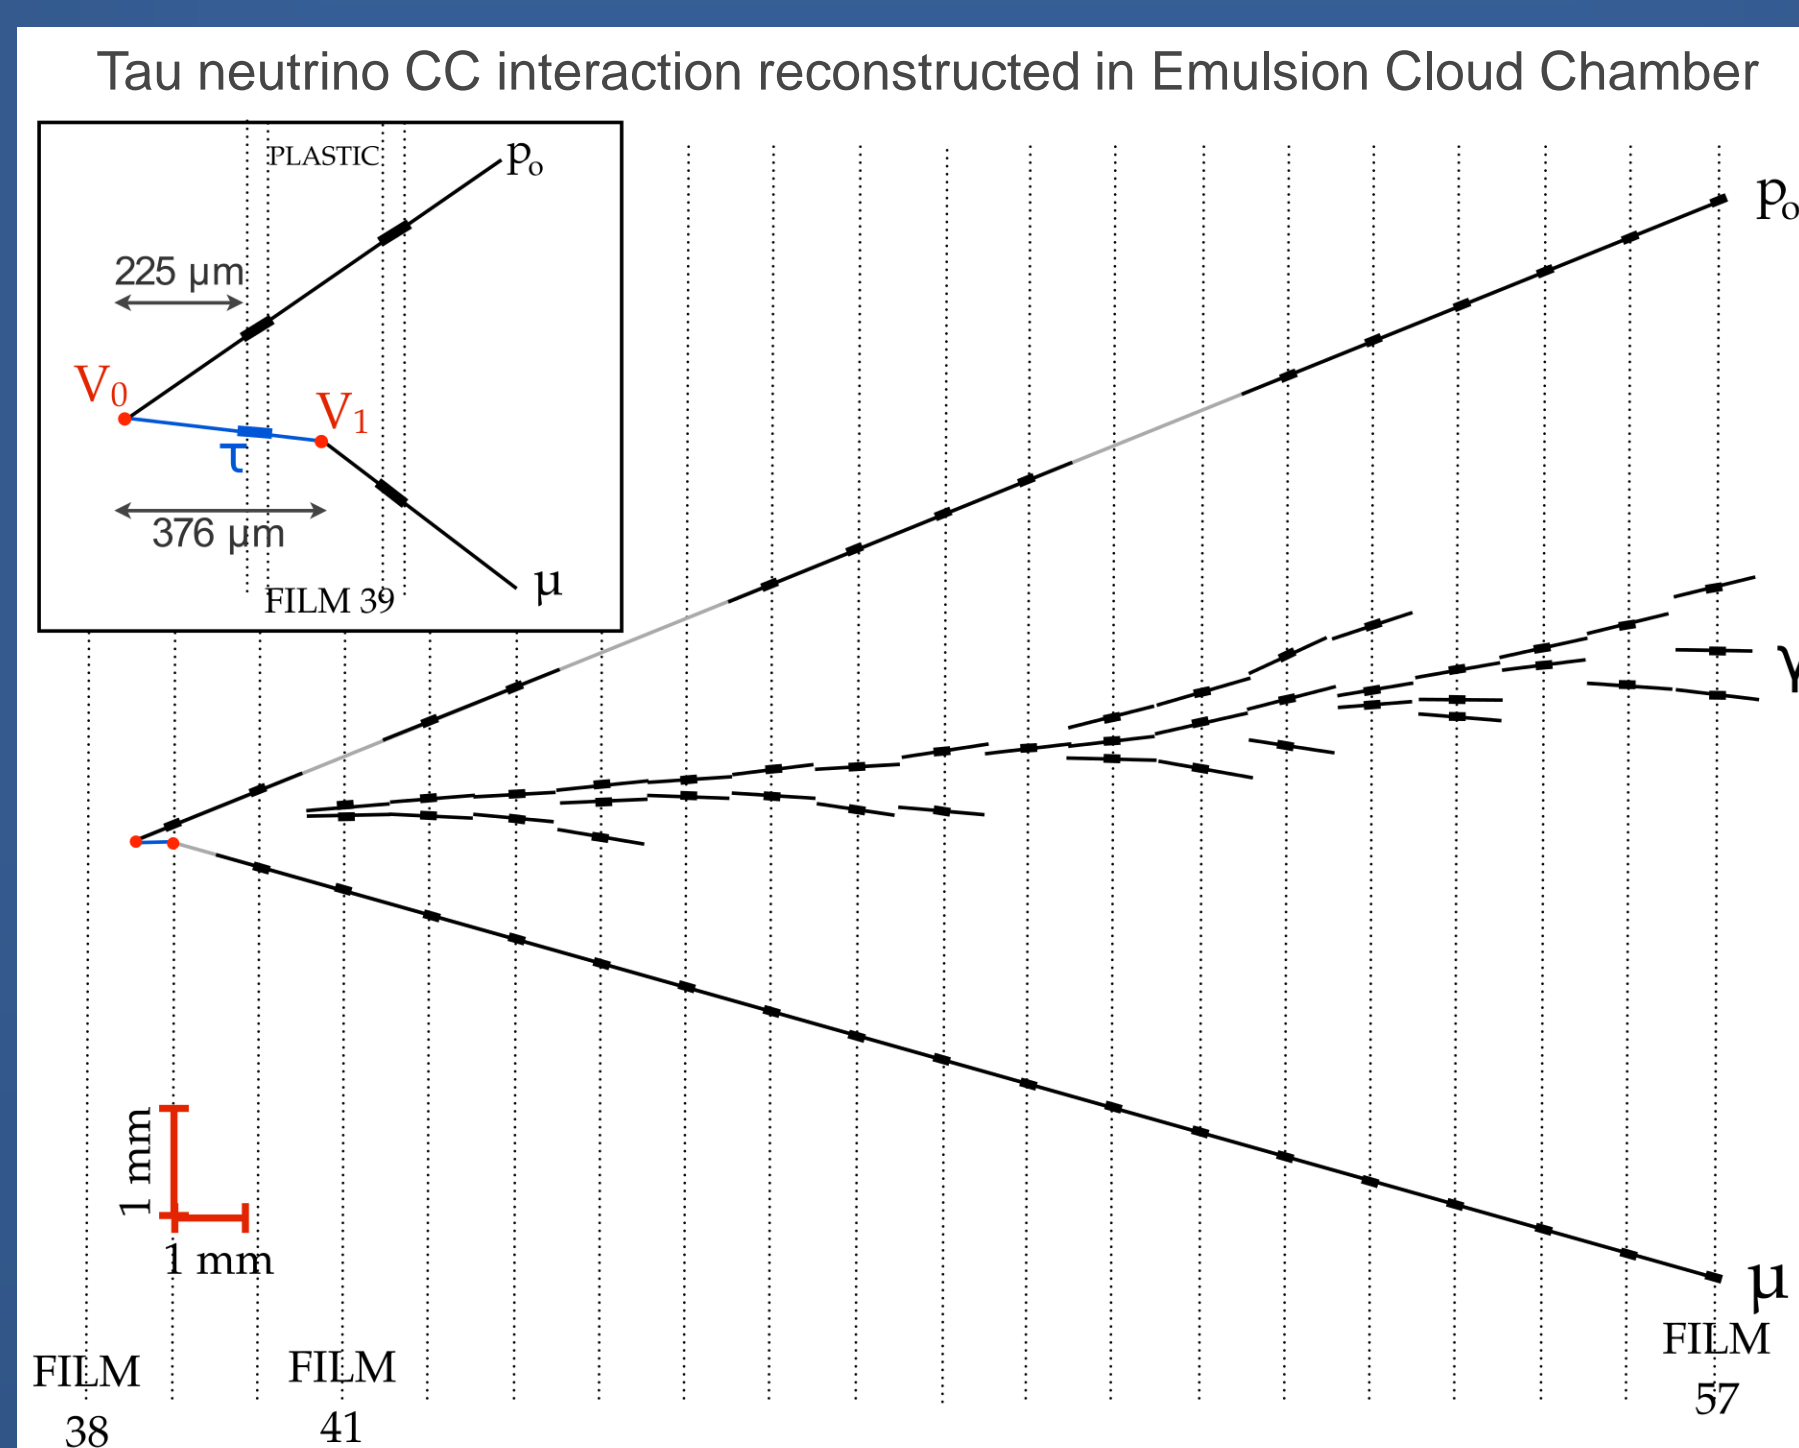 Tau neutrino CC interaction reconstructed in Emulsion Cloud Chamber
PLASTIC
p₀
225 μm
V₀
V₁
τ
376 μm
μ
FILM 39
p₀
γ
1 mm
1 mm
μ
FILM
38
FILM
41
FILM
57